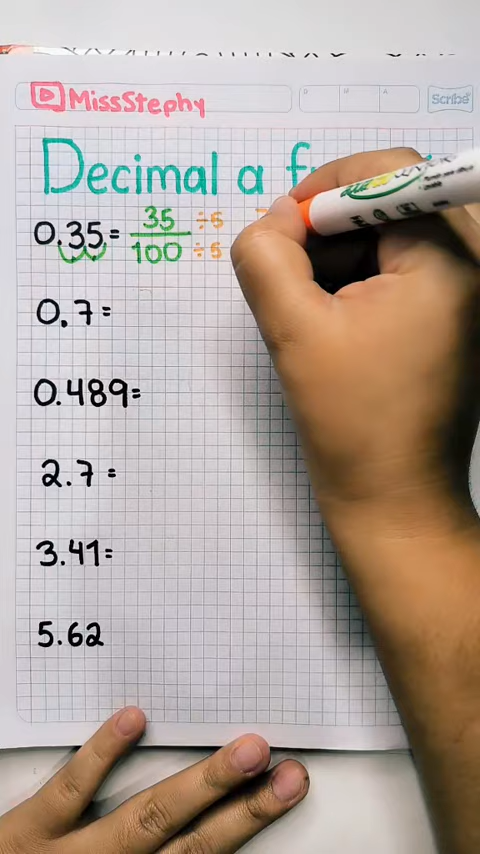 MissStephy
D M A
Scribe
Decimal a f
0.35 = 35/100 ÷5 ÷5 7
0.7 =
0.489 =
2.7 =
3.41 =
5.62